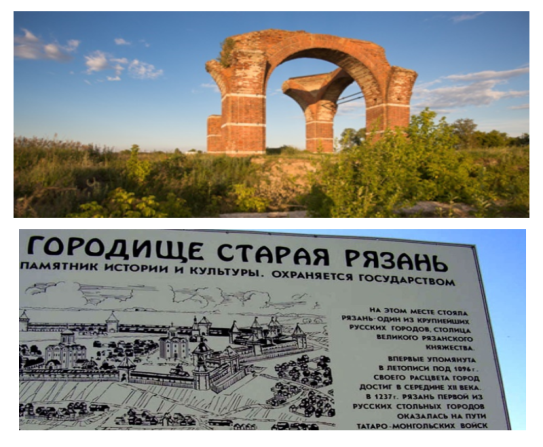 ГОРОДИЩЕ СТАРАЯ РЯЗАНЬ
ПАМЯТНИК ИСТОРИИ И КУЛЬТУРЫ. ОХРАНЯЕТСЯ ГОСУДАРСТВОМ
НА ЭТОМ МЕСТЕ СТОЯЛА
РЯЗАНЬ-ОДИН ИЗ КРУПНЕЙШИХ
РУССКИХ ГОРОДОВ, СТОЛИЦА
ВЕЛИКОГО РЯЗАНСКОГО
КНЯЖЕСТВА.
ВПЕРВЫЕ УПОМЯНУТА
В ЛЕТОПИСИ ПОД 1096г.
СВОЕГО РАСЦВЕТА ГОРОД
ДОСТИГ В СЕРЕДИНЕ XII ВЕКА.
В 1237г. РЯЗАНЬ ПЕРВОЙ ИЗ
РУССКИХ СТОЛЬНЫХ ГОРОДОВ
ОКАЗАЛАСЬ НА ПУТИ
ТАТАРО-МОНГОЛЬСКИХ ВОЙСК